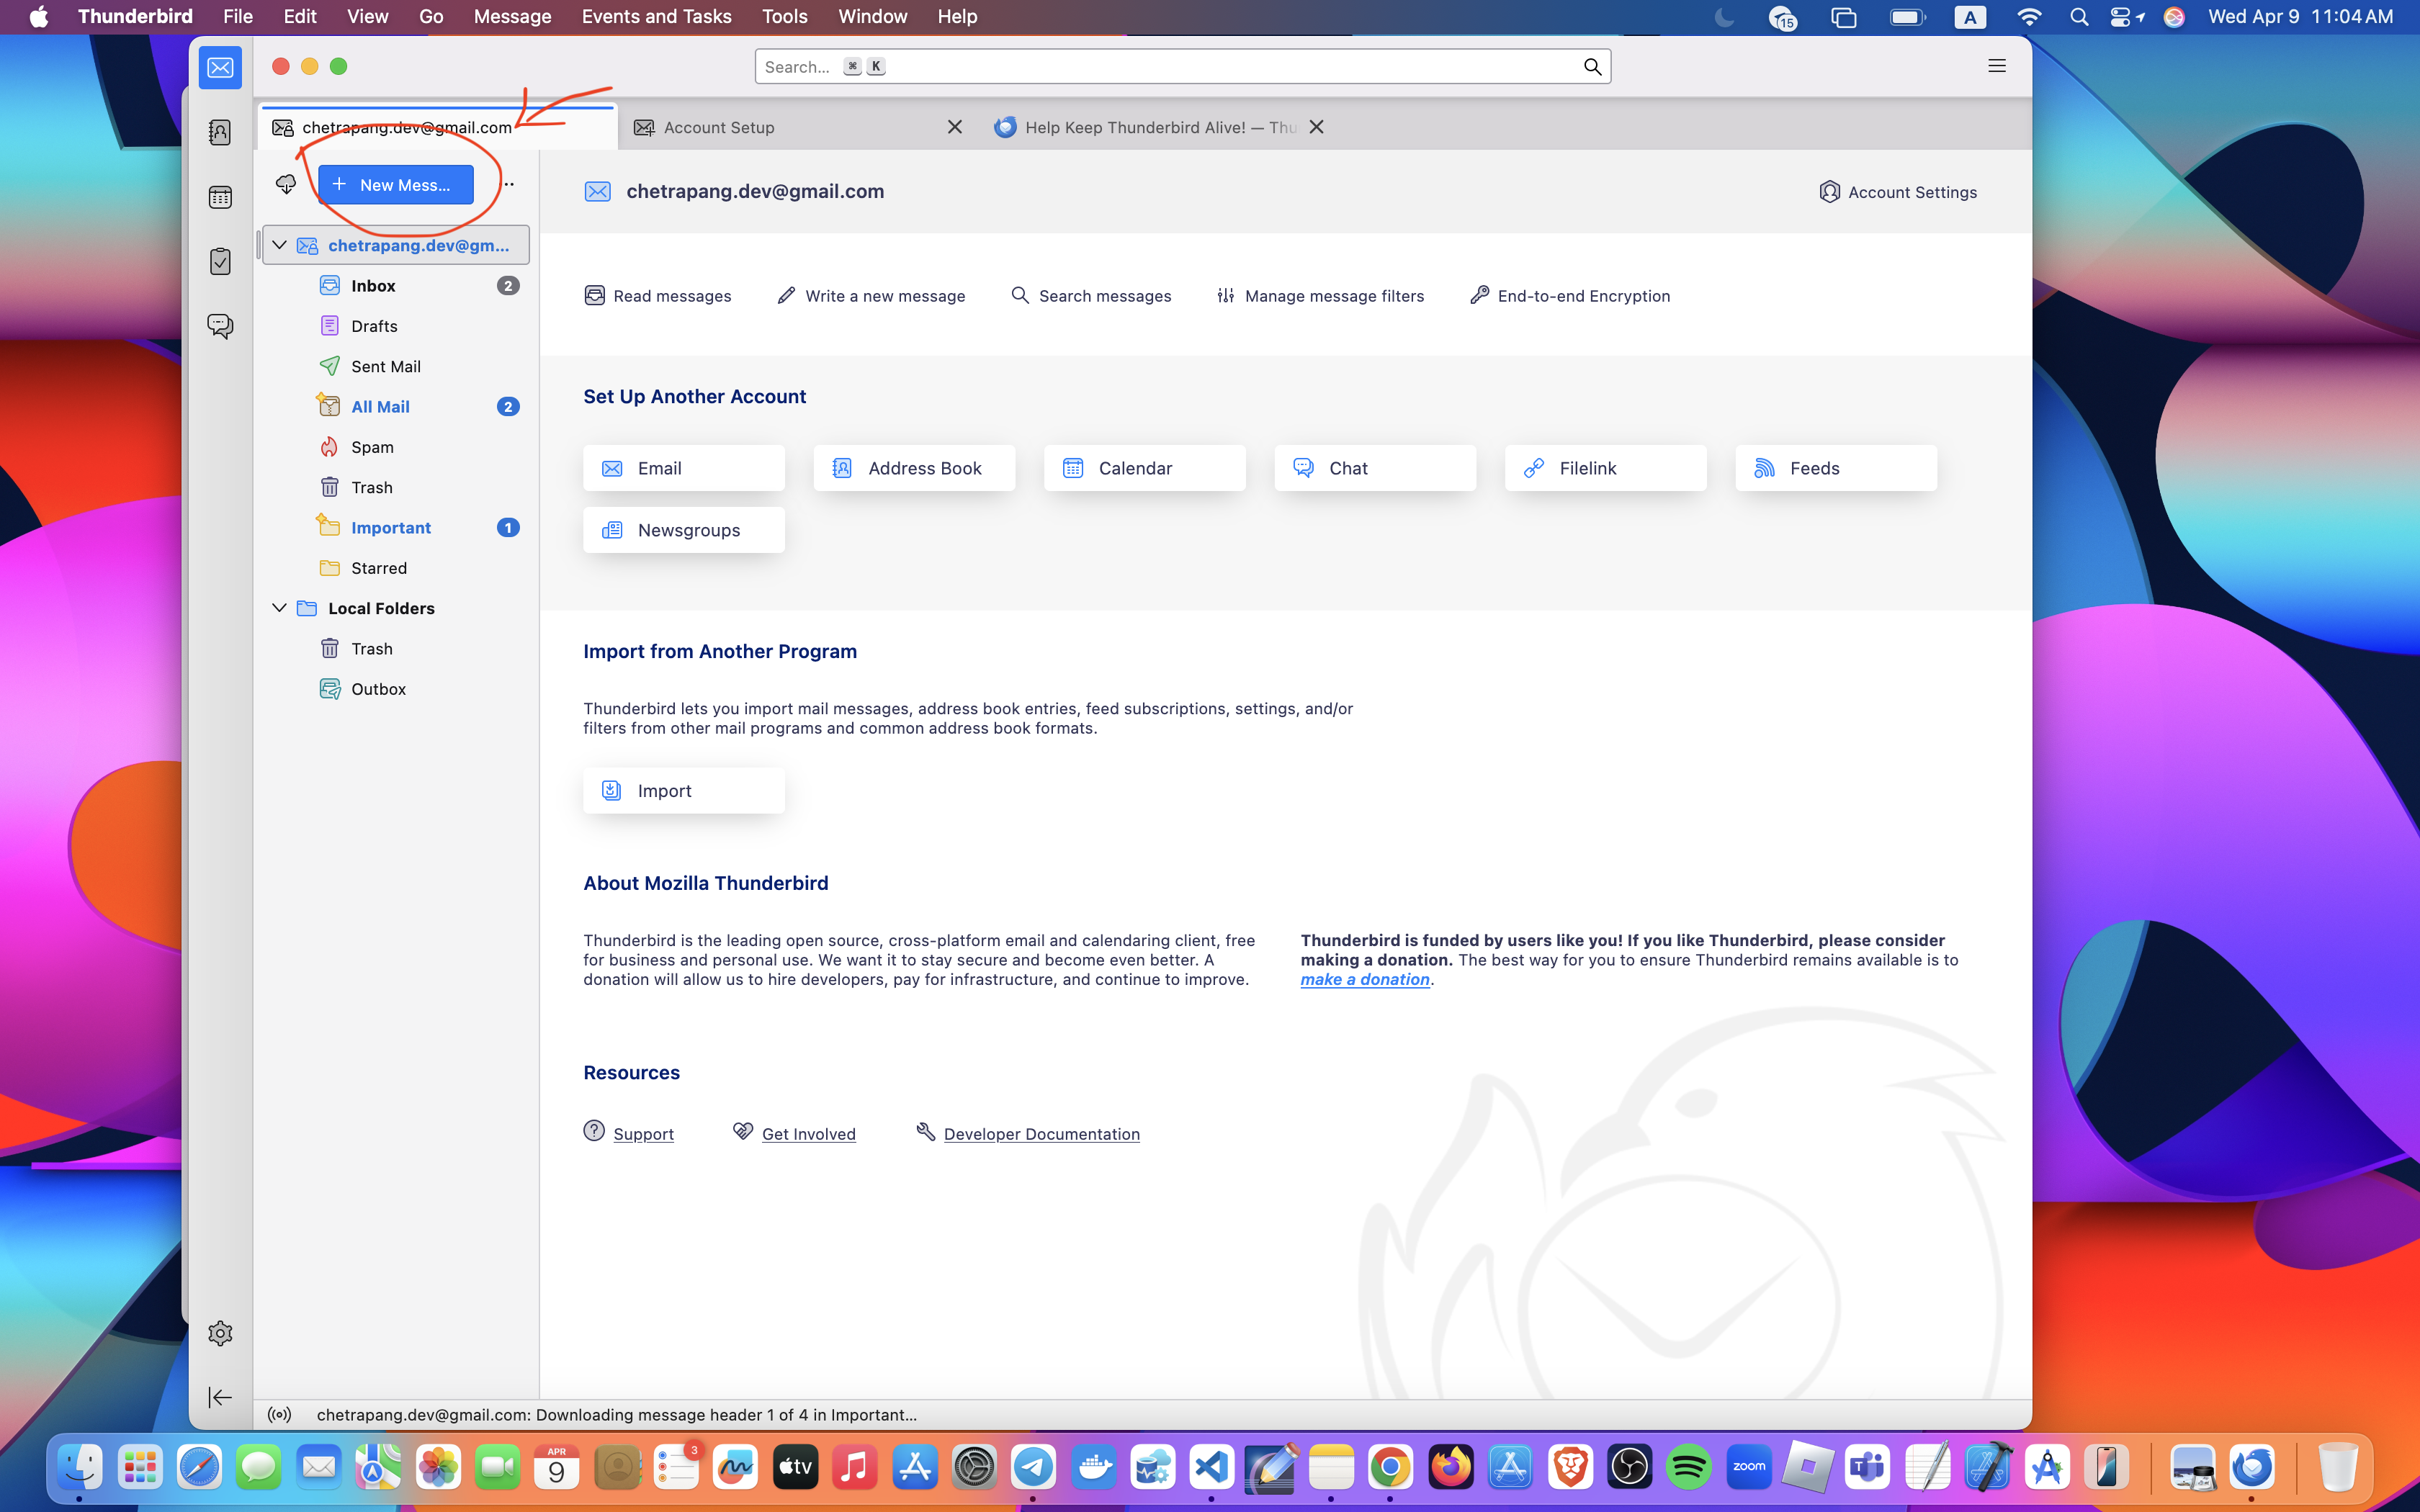 Thunderbird File Edit View Go Message Events and Tasks Tools Window Help 15 A Wed Apr 9 11:04 AM
Search... ⌘ K
chetrapang.dev@gmail.com Account Setup Help Keep Thunderbird Alive! — Thu
+ New Mess...
chetrapang.dev@gmail.com Account Settings
chetrapang.dev@gm...
Inbox 2
Read messages Write a new message Search messages Manage message filters End-to-end Encryption
Drafts
Sent Mail
Set Up Another Account
All Mail 2
Spam
Email Address Book Calendar Chat Filelink Feeds
Trash
Important 1
Newsgroups
Starred
Local Folders
Trash
Outbox
Import from Another Program
Thunderbird lets you import mail messages, address book entries, feed subscriptions, settings, and/or
filters from other mail programs and common address book formats.
Import
About Mozilla Thunderbird
Thunderbird is the leading open source, cross-platform email and calendaring client, free
for business and personal use. We want it to stay secure and become even better. A
donation will allow us to hire developers, pay for infrastructure, and continue to improve.
Thunderbird is funded by users like you! If you like Thunderbird, please consider
making a donation. The best way for you to ensure Thunderbird remains available is to
make a donation.
Resources
Support Get Involved Developer Documentation
chetrapang.dev@gmail.com: Downloading message header 1 of 4 in Important...
APR
9
3
tv
zoom